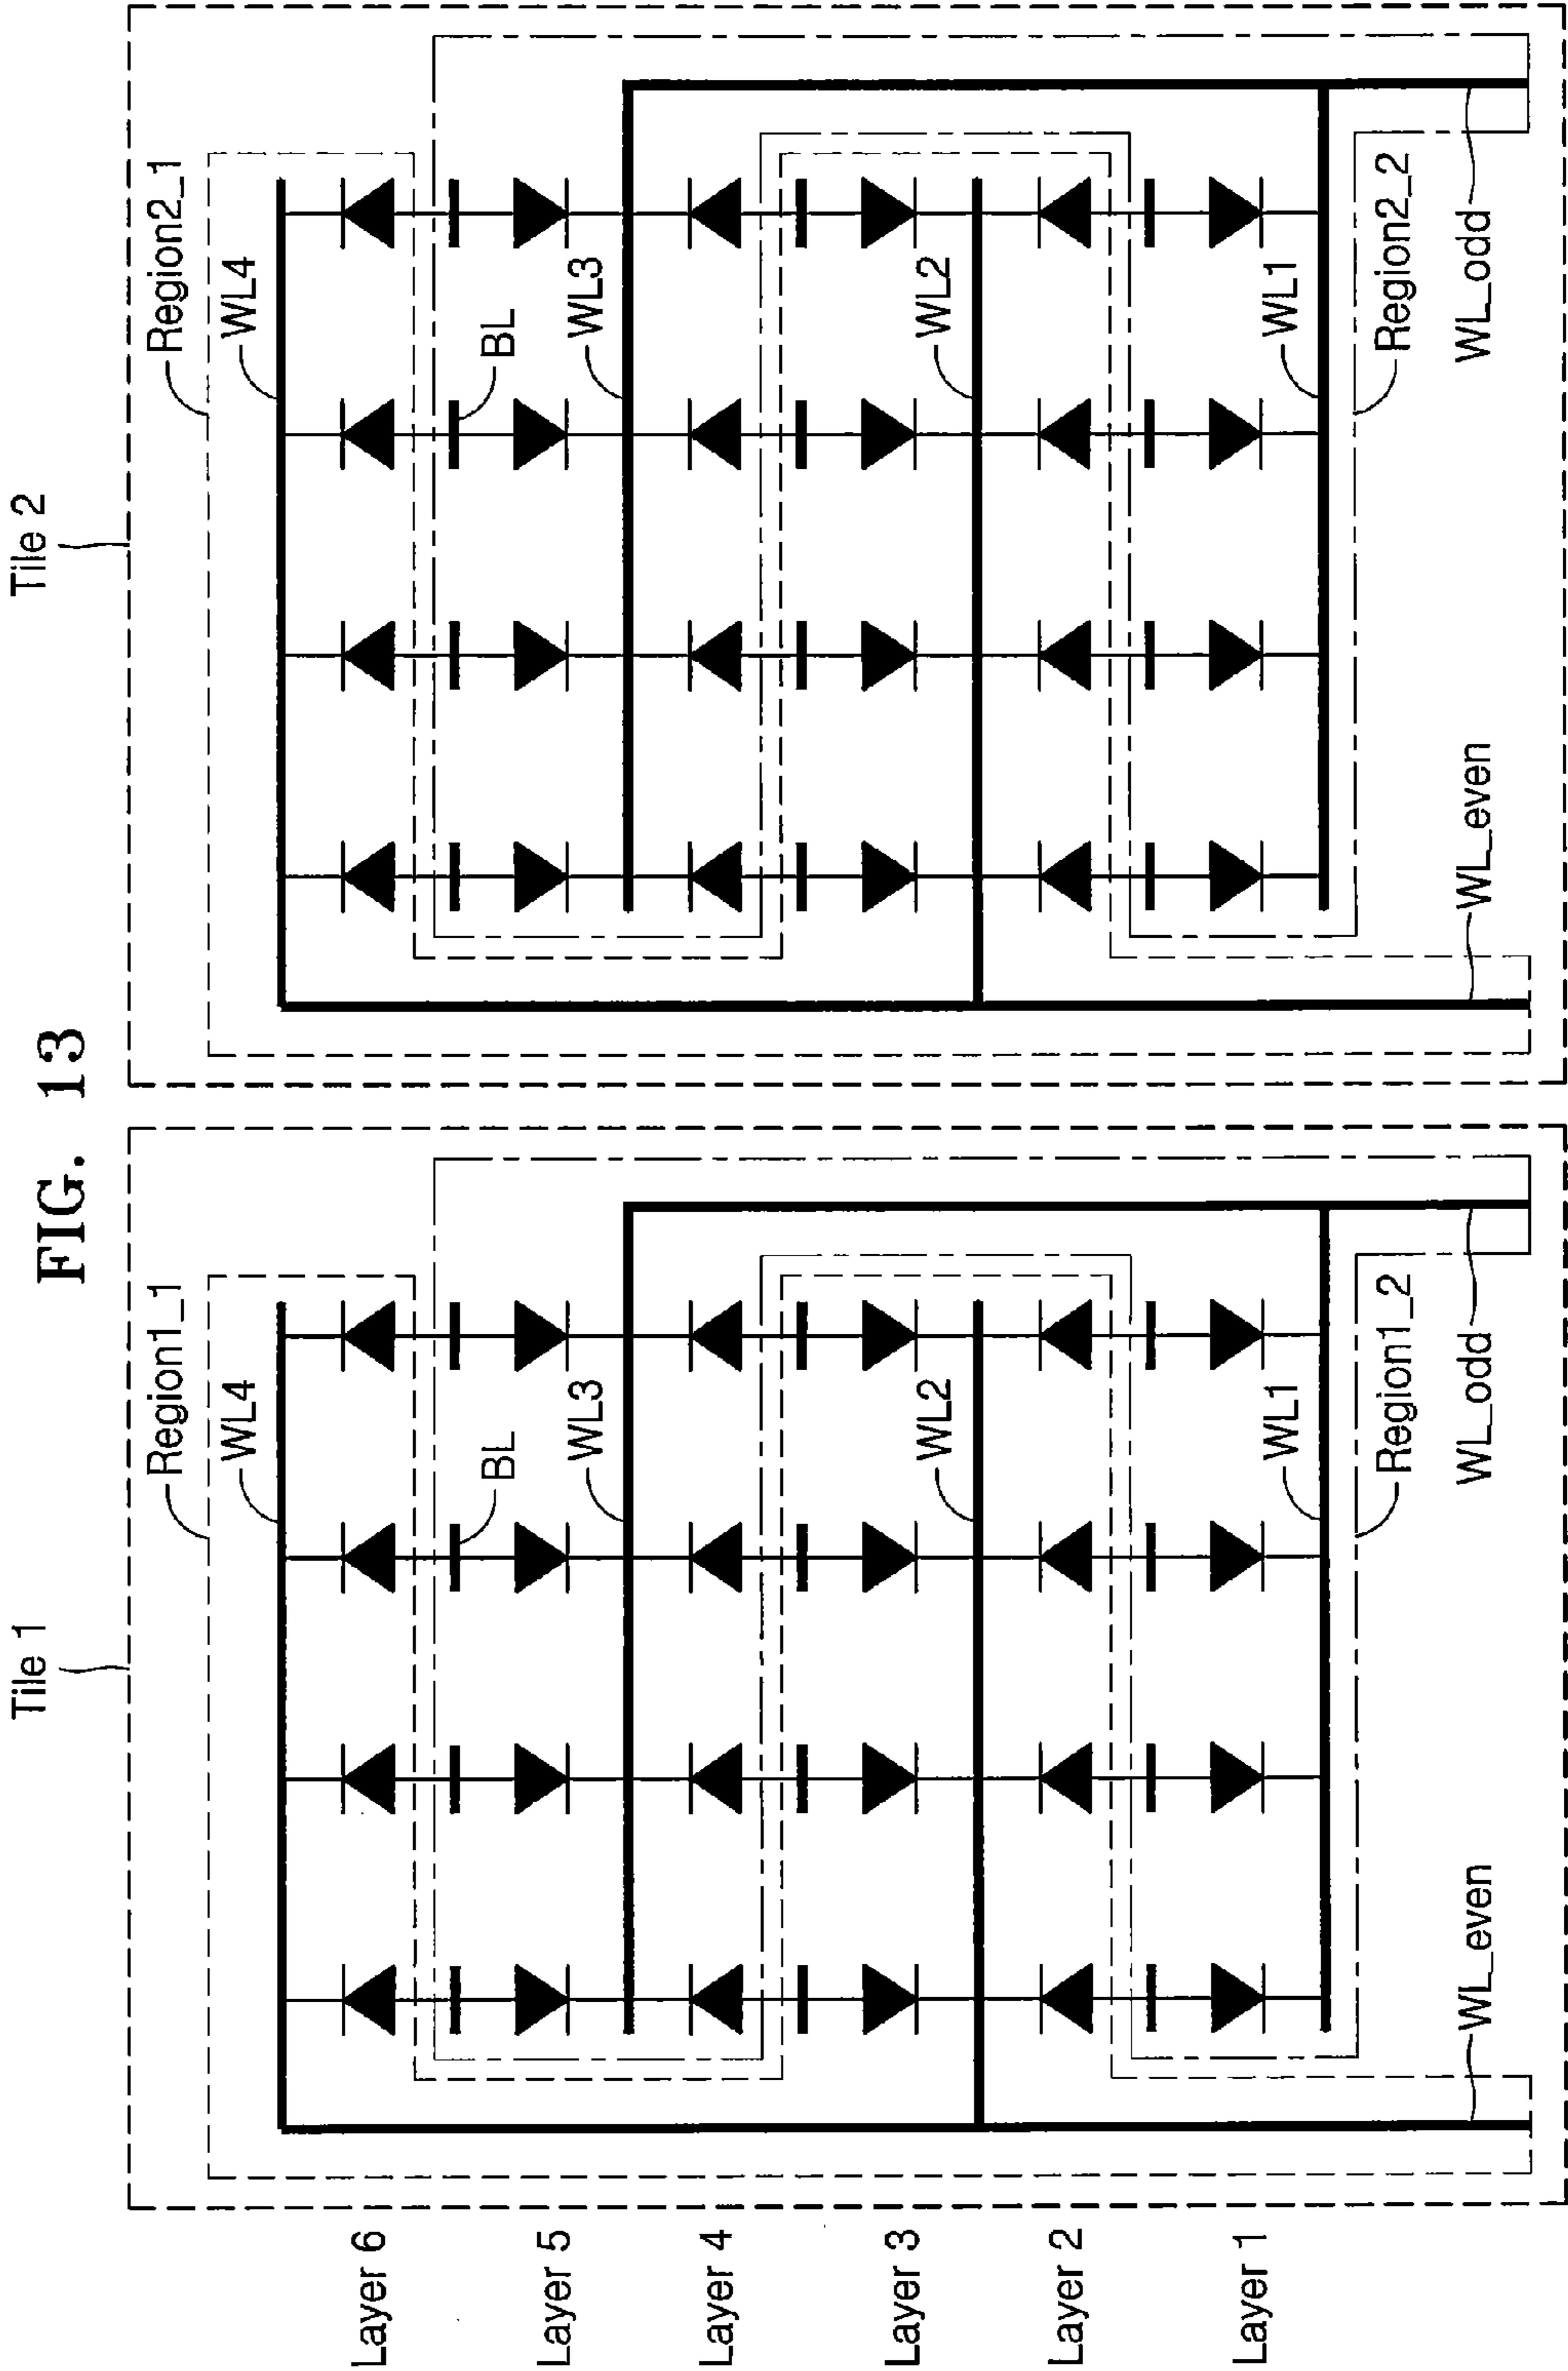 FIG. 13
Tile 1
Region1_1
WL4
BL
WL3
WL2
WL1
Region1_2
WL_even
WL_odd
Layer 6
Layer 5
Layer 4
Layer 3
Layer 2
Layer 1
Tile 2
Region2_1
WL4
BL
WL3
WL2
WL1
Region2_2
WL_even
WL_odd